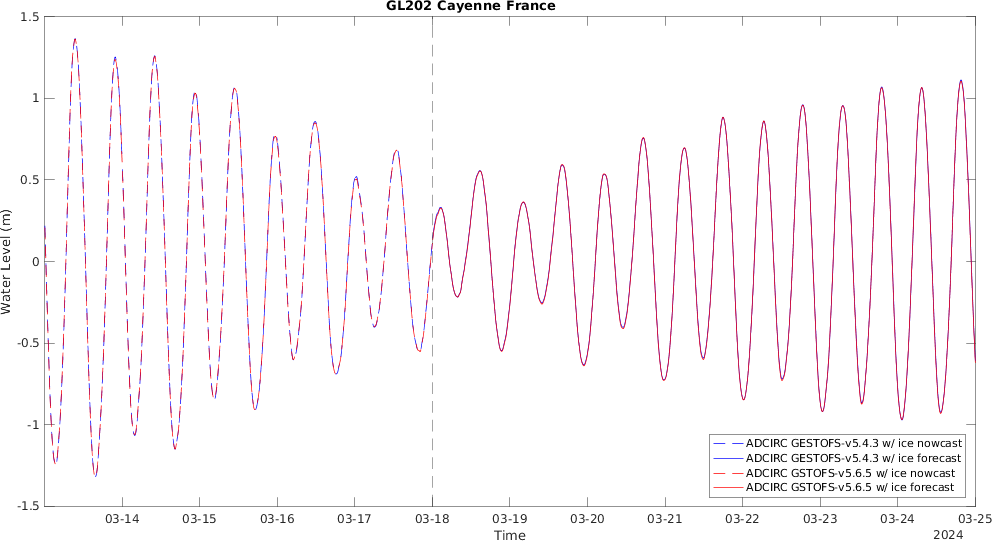 GL202 Cayenne France
1.5
1
0.5
0
-0.5
-1
-1.5
Water Level (m)
03-14 03-15 03-16 03-17 03-18 03-19 03-20 03-21 03-22 03-23 03-24 03-25
Time
2024
ADCIRC GESTOFS-v5.4.3 w/ ice nowcast
ADCIRC GESTOFS-v5.4.3 w/ ice forecast
ADCIRC GSTOFS-v5.6.5 w/ ice nowcast
ADCIRC GSTOFS-v5.6.5 w/ ice forecast